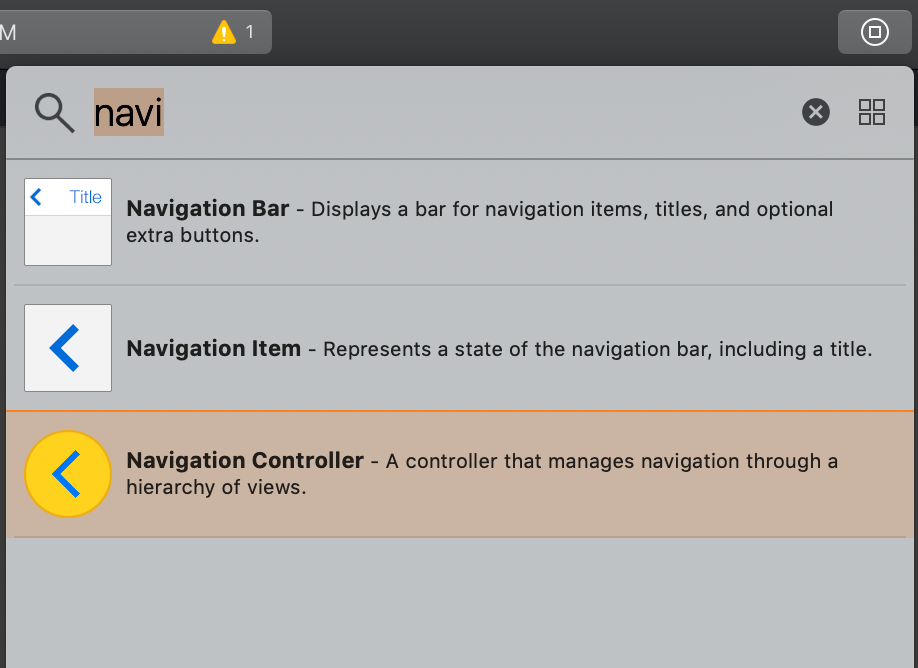 M
1
navi
Title
Navigation Bar - Displays a bar for navigation items, titles, and optional
extra buttons.
Navigation Item - Represents a state of the navigation bar, including a title.
Navigation Controller - A controller that manages navigation through a
hierarchy of views.